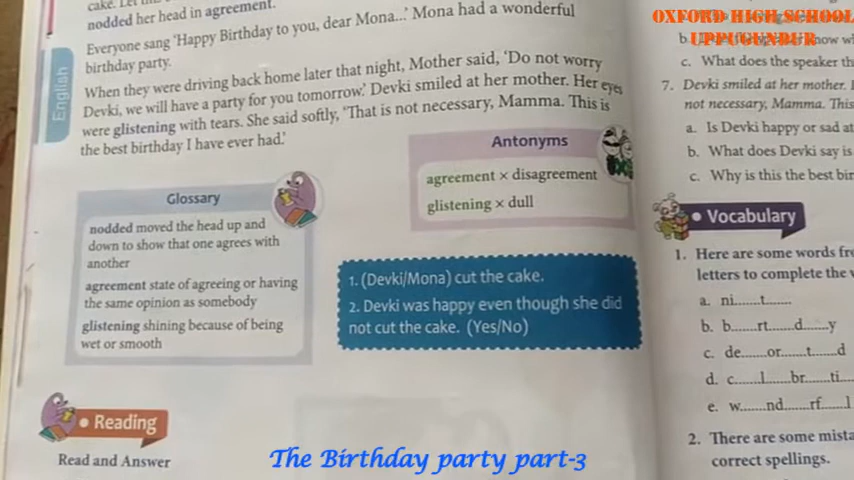 cake.
nodded her head in agreement.
Everyone sang 'Happy Birthday to you, dear Mona...' Mona had a wonderful
birthday party.
When they were driving back home later that night, Mother said, 'Do not worry
Devki, we will have a party for you tomorrow.' Devki smiled at her mother. Her eyes
were glistening with tears. She said softly, 'That is not necessary, Mamma. This is
the best birthday I have ever had.'
English
Antonyms
agreement × disagreement
glistening × dull
Glossary
nodded moved the head up and
down to show that one agrees with
another
agreement state of agreeing or having
the same opinion as somebody
glistening shining because of being
wet or smooth
1. (Devki/Mona) cut the cake.
2. Devki was happy even though she did
not cut the cake. (Yes/No)
• Reading
Read and Answer
OXFORD HIGH SCHOOL
UPPUGUNDUR
b.
c. What does the speaker
7. Devki smiled at her mother.
not necessary, Mamma. This
a. Is Devki happy or sad at
b. What does Devki say is
c. Why is this the best
• Vocabulary
1. Here are some words
letters to complete the
a. ni.......t.......
b. b.......rt.......d.......y
c. de.......or.......t.......d
d. c.......l.......br.......ti...
e. w.......nd.......rf.......l
2. There are some
correct spellings.
The Birthday party part-3